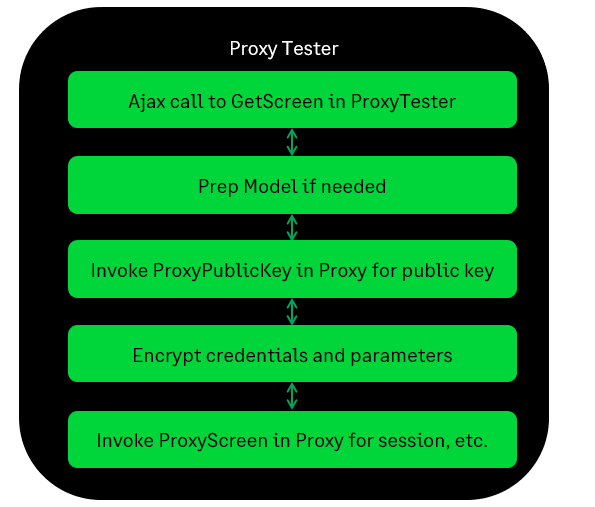 Proxy Tester
Ajax call to GetScreen in ProxyTester
Prep Model if needed
Invoke ProxyPublicKey in Proxy for public key
Encrypt credentials and parameters
Invoke ProxyScreen in Proxy for session, etc.